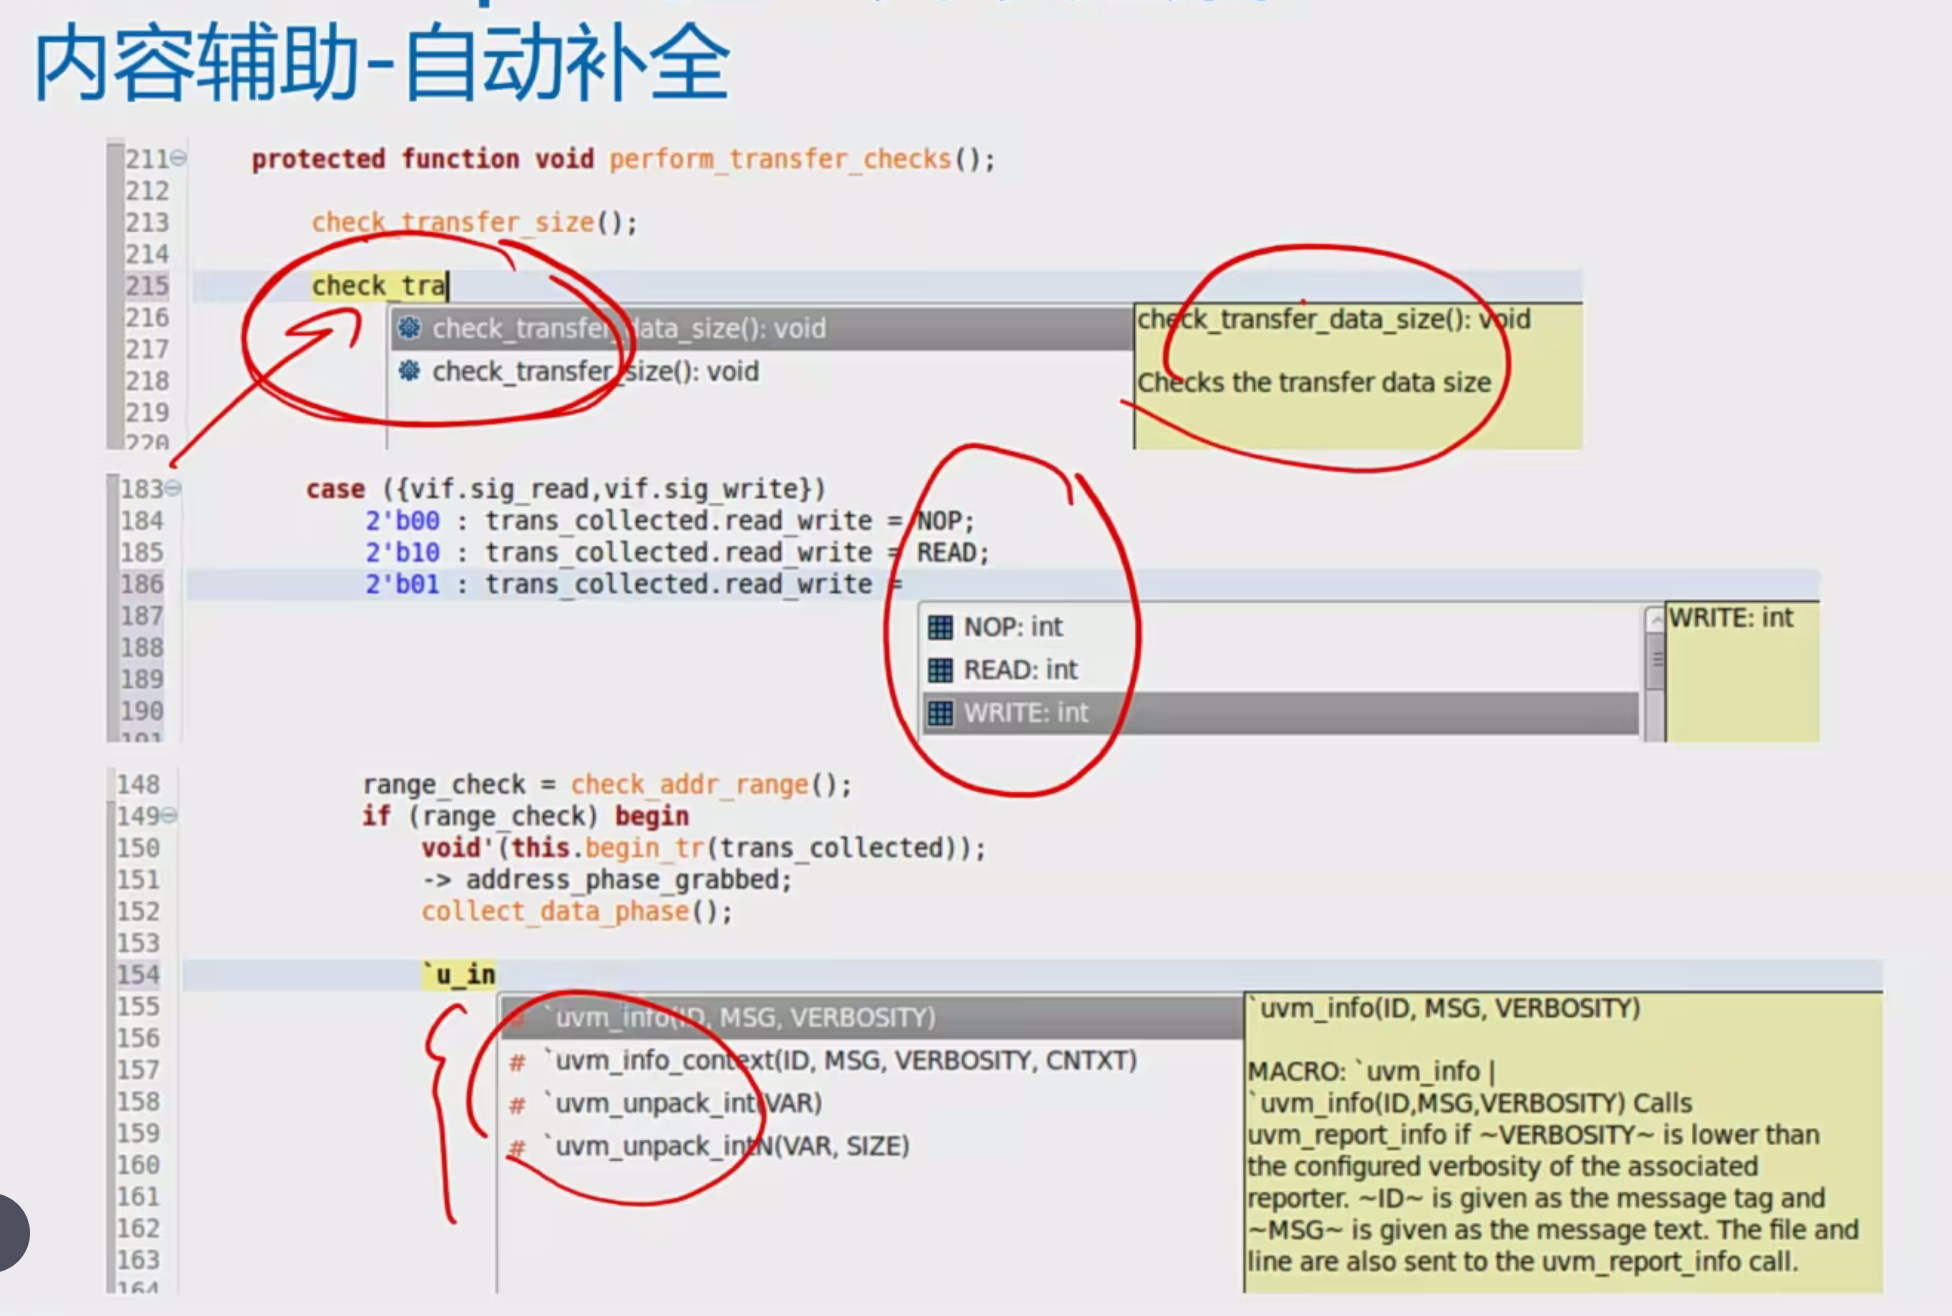 内容辅助-自动补全
211 protected function void perform_transfer_checks();
212
213 check_transfer_size();
214
215 check_tra
216 check_transfer_data_size(): void check_transfer_data_size(): void
217
218 check_transfer_size(): void Checks the transfer data size
219
220
183 case ({vif.sig_read,vif.sig_write})
184 2'b00 : trans_collected.read_write = NOP;
185 2'b10 : trans_collected.read_write = READ;
186 2'b01 : trans_collected.read_write =
187 NOP: int WRITE: int
188
189 READ: int
190 WRITE: int
191
148 range_check = check_addr_range();
149 if (range_check) begin
150 void'(this.begin_tr(trans_collected));
151 -> address_phase_grabbed;
152 collect_data_phase();
153
154 `u_in
155 # `uvm_info(ID, MSG, VERBOSITY) `uvm_info(ID, MSG, VERBOSITY)
156
157 # `uvm_info_context(ID, MSG, VERBOSITY, CNTXT) MACRO: `uvm_info |
158 # `uvm_unpack_int(VAR) `uvm_info(ID,MSG,VERBOSITY) Calls
159 # `uvm_unpack_intN(VAR, SIZE) uvm_report_info if ~VERBOSITY~ is lower than
160 the configured verbosity of the associated
161 reporter. ~ID~ is given as the message tag and
162 ~MSG~ is given as the message text. The file and
163 line are also sent to the uvm_report_info call.
164